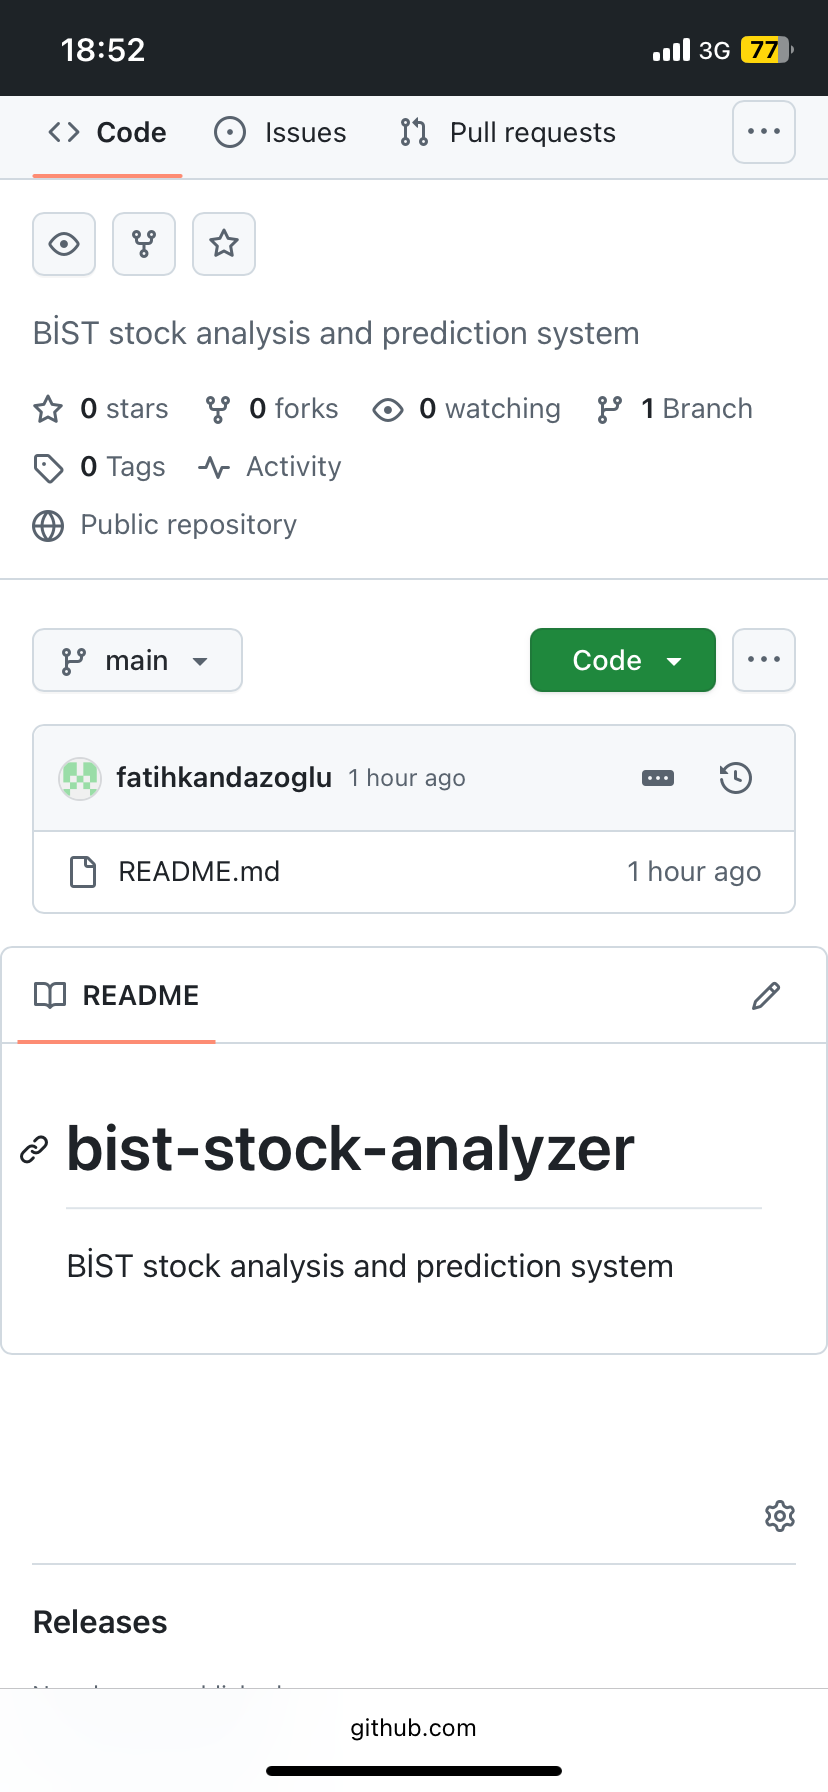 18:52 3G 77
Code Issues Pull requests
BİST stock analysis and prediction system
0 stars 0 forks 0 watching 1 Branch
0 Tags Activity
Public repository
main Code
fatihkandazoglu 1 hour ago
README.md 1 hour ago
README
bist-stock-analyzer
BİST stock analysis and prediction system
Releases
github.com